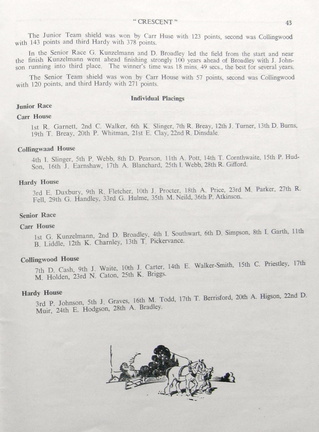 " CRESCENT "
43
The Junior Team shield was won by Carr House with 123 points, second was Collingwood
with 143 points and third Hardy with 378 points.
In the Senior Race G. Kunzelmann and D. Broadley led the field from the start and near
the finish Kunzelmann went ahead finishing strongly 100 years ahead of Broadley with J. John-
son running into third place. The winner's time was 18 mins. 49 secs., the best for several years.
The Senior Team shield was won by Carr House with 57 points, second was Collingwood
with 120 points, and third Hardy with 271 points.
Individual Placings
Junior Race
Carr House
1st R. Garnett, 2nd C. Walker, 6th K. Slinger, 7th R. Breay, 12th J. Turner, 13th D. Burns,
19th T. Breay, 20th P. Whitman, 21st E. Clay, 22nd R. Dinsdale.
Collingwood House
4th I. Slinger, 5th P. Webb, 8th D. Pearson, 11th A. Pott, 14th T. Cornthwaite, 15th P. Hud-
son, 16th J. Earnshaw, 17th A. Blanchard, 25th I. Webb, 28th R. Gifford.
Hardy House
3rd E. Duxbury, 9th R. Fletcher, 10th J. Procter, 18th A. Price, 23rd M. Parker, 27th R.
Fell, 29th G. Handley, 33rd G. Hulme, 35th M. Neild, 36th P. Atkinson.
Senior Race
Carr House
1st G. Kunzelmann, 2nd D. Broadley, 4th I. Southwart, 6th D. Simpson, 8th I. Garth, 11th
B. Liddle, 12th K. Charnley, 13th T. Pickervance.
Collingwood House
7th D. Cash, 9th J. Waite, 10th J. Carter, 14th E. Walker-Smith, 15th C. Priestley, 17th
M. Holden, 23rd N. Caton, 25th K. Briggs.
Hardy House
3rd P. Johnson, 5th J. Graves, 16th M. Todd, 17th T. Berrisford, 20th A. Higson, 22nd D.
Muir, 24th E. Hodgson, 28th A. Bradley.